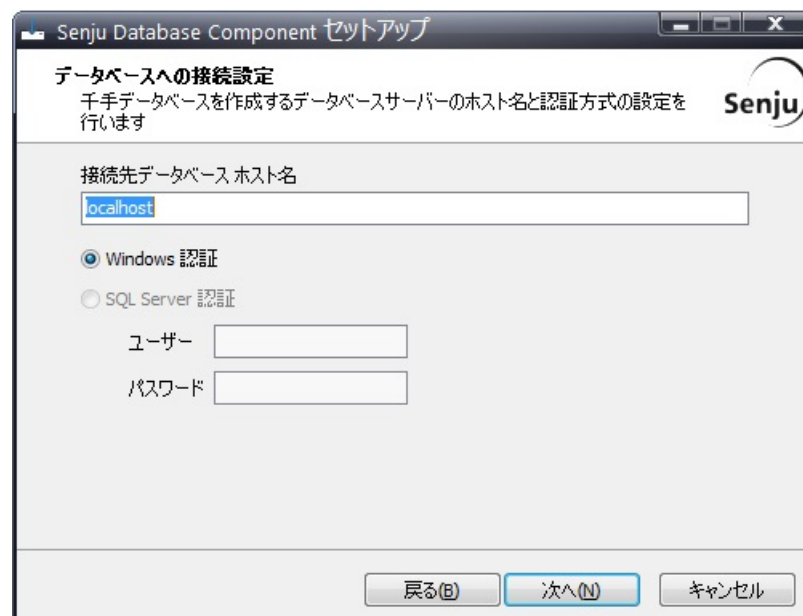 Senju Database Component セットアップ
データベースへの接続設定
千手データベースを作成するデータベースサーバーのホスト名と認証方式の設定を
行います
Senju
接続先データベース ホスト名
localhost
Windows 認証
SQL Server 認証
ユーザー
パスワード
戻る(B)
次へ(N)
キャンセル